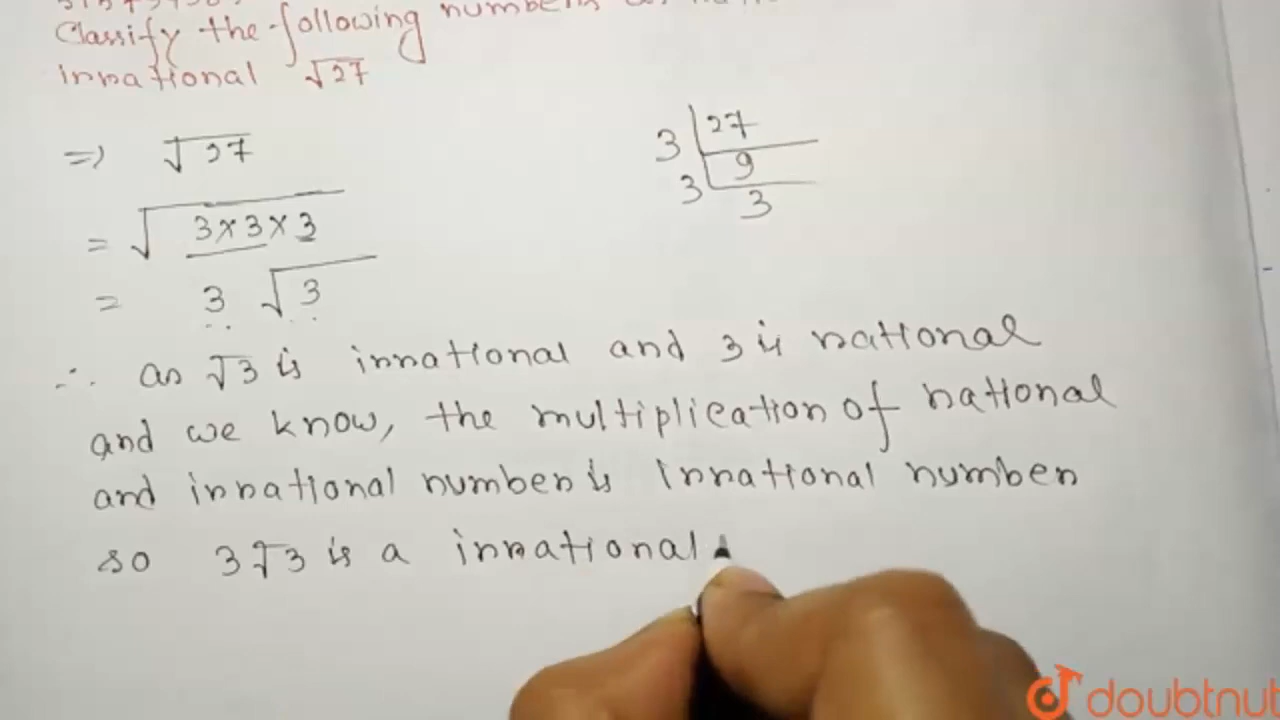 Classify the following numbers as
irrational √27
=> √27
3 | 27
= √3×3×3
3 | 9
3
= 3 √3
∴ as √3 is irrational and 3 is rational
and we know, the multiplication of rational
and irrational number is irrational number
so 3√3 is a irrational
doubtnut